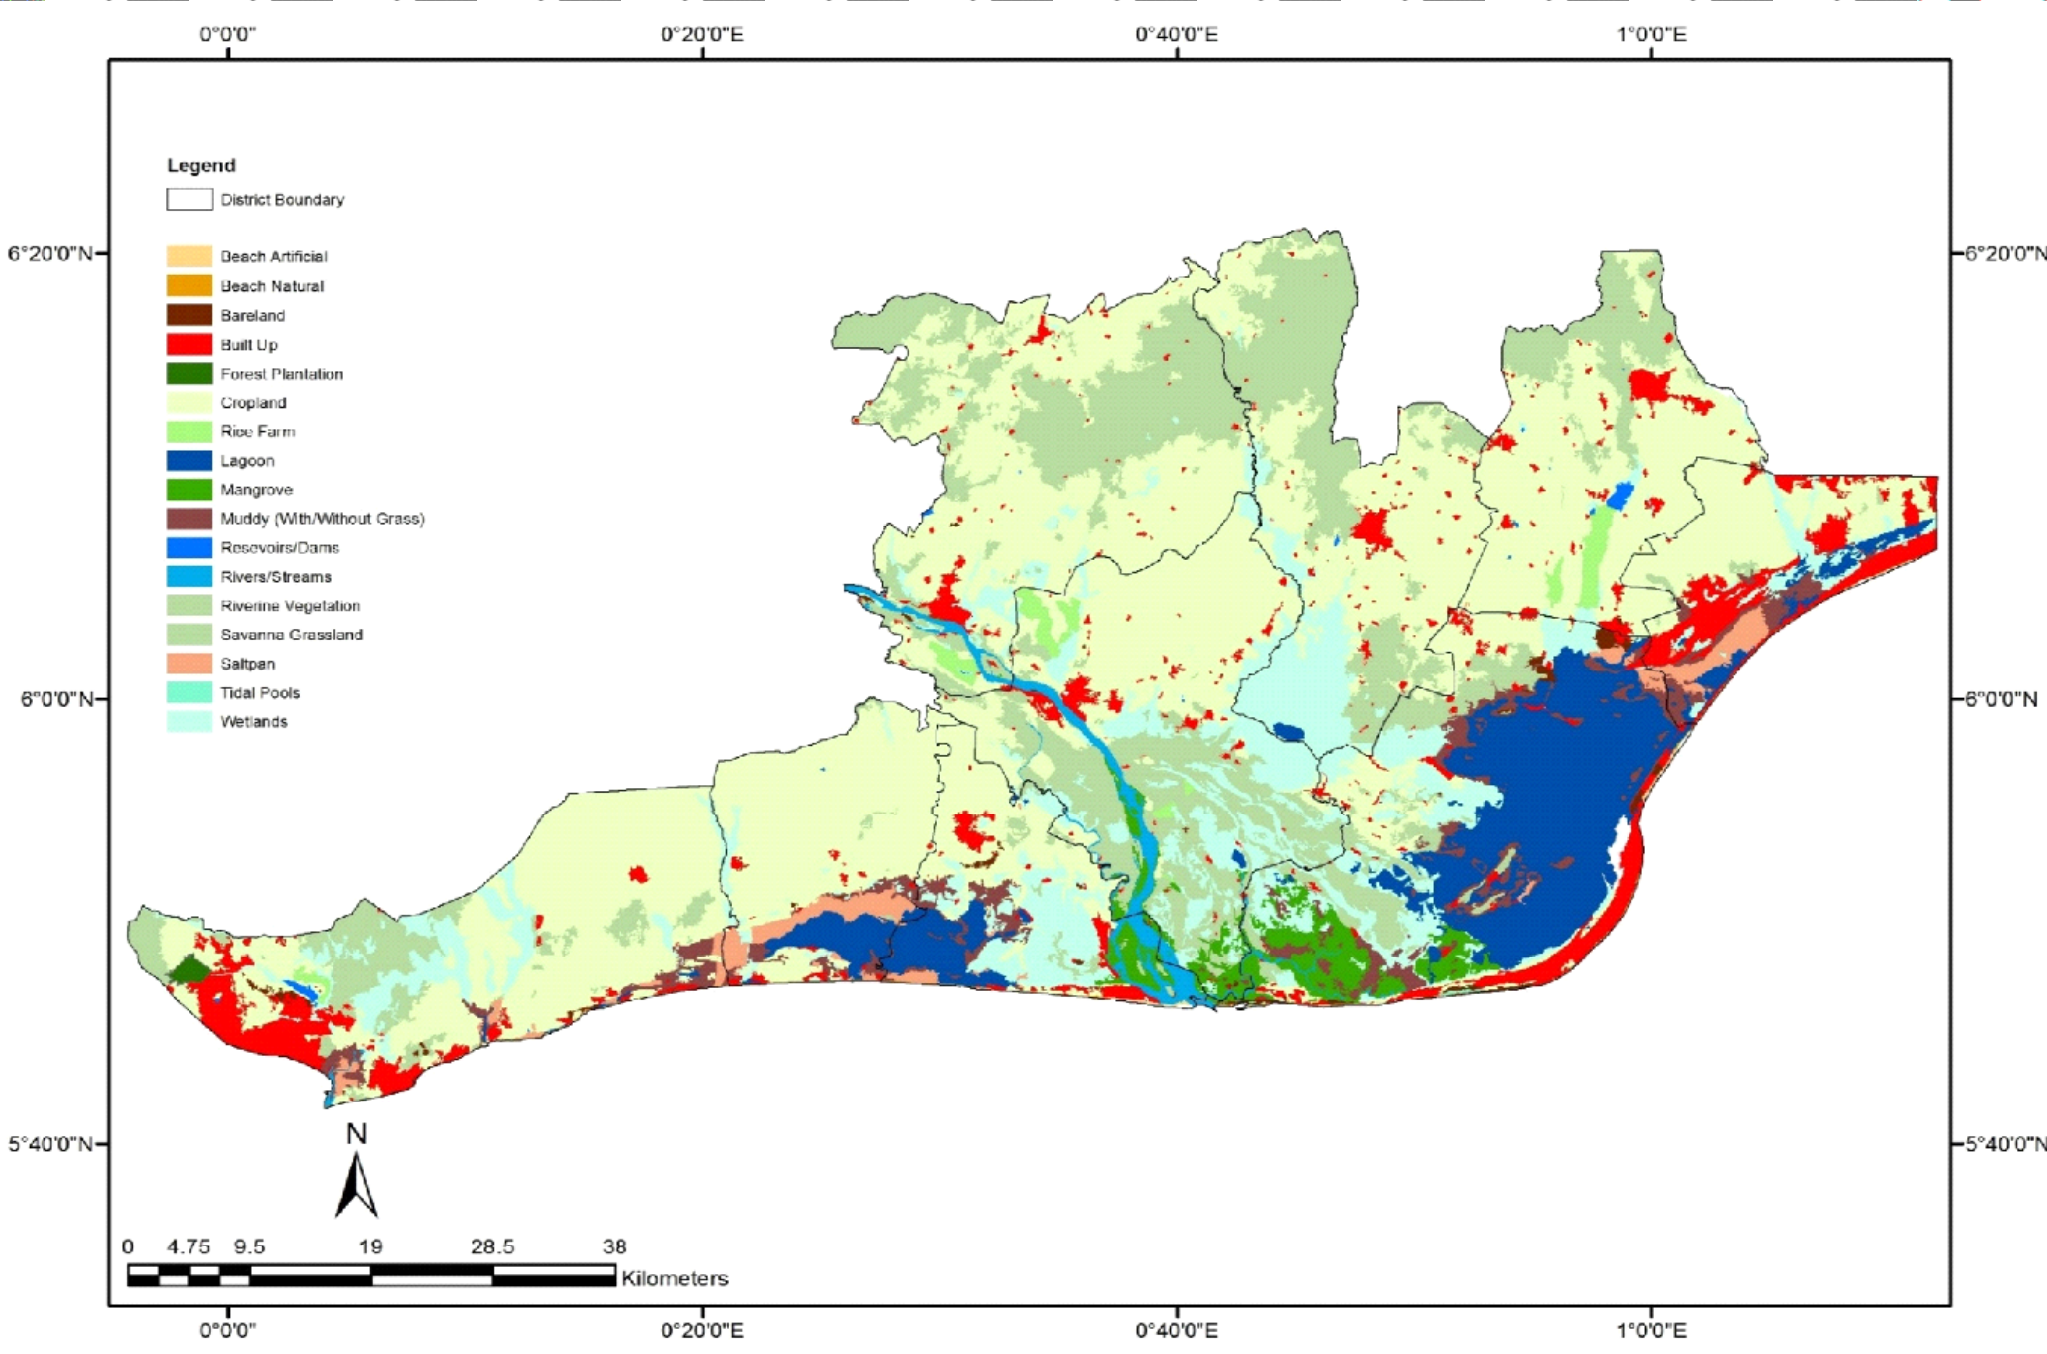 0°0'0" 0°20'0"E 0°40'0"E 1°0'0"E
Legend
District Boundary
6°20'0"N 6°20'0"N
Beach Artificial
Beach Natural
Bareland
Built Up
Forest Plantation
Cropland
Rice Farm
Lagoon
Mangrove
Muddy (With/Without Grass)
Resevoirs/Dams
Rivers/Streams
Riverine Vegetation
Savanna Grassland
Saltpan
Tidal Pools
Wetlands
6°0'0"N 6°0'0"N
5°40'0"N 5°40'0"N
N
0 4.75 9.5 19 28.5 38
Kilometers
0°0'0" 0°20'0"E 0°40'0"E 1°0'0"E